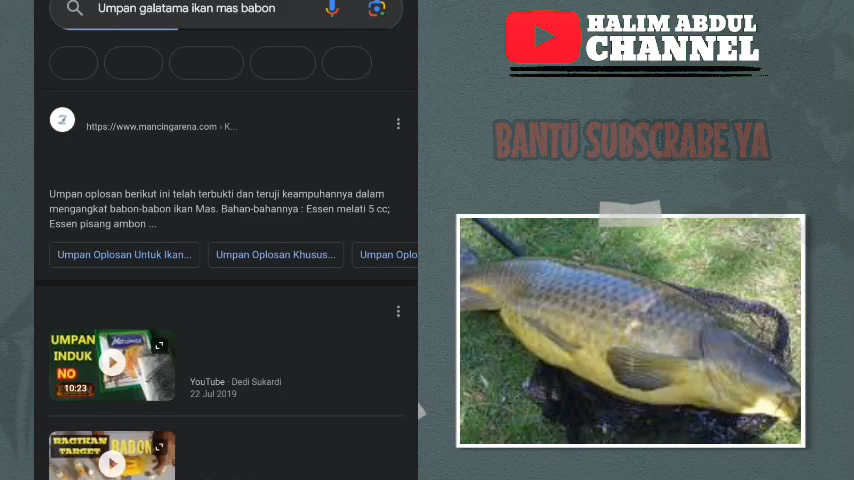 Umpan galatama ikan mas babon
https://www.mancingarena.com › K...
Umpan oplosan berikut ini telah terbukti dan teruji keampuhannya dalam
mengangkat babon-babon ikan Mas. Bahan-bahannya : Essen melati 5 cc;
Essen pisang ambon ...
Umpan Oplosan Untuk Ikan...
Umpan Oplosan Khusus...
Umpan Oplo
UMPAN
INDUK
NO
10:23
YouTube · Dedi Sukardi
22 Jul 2019
RACIKAN
TARGET
BABON
HALIM ABDUL
CHANNEL
BANTU SUBSCRABE YA